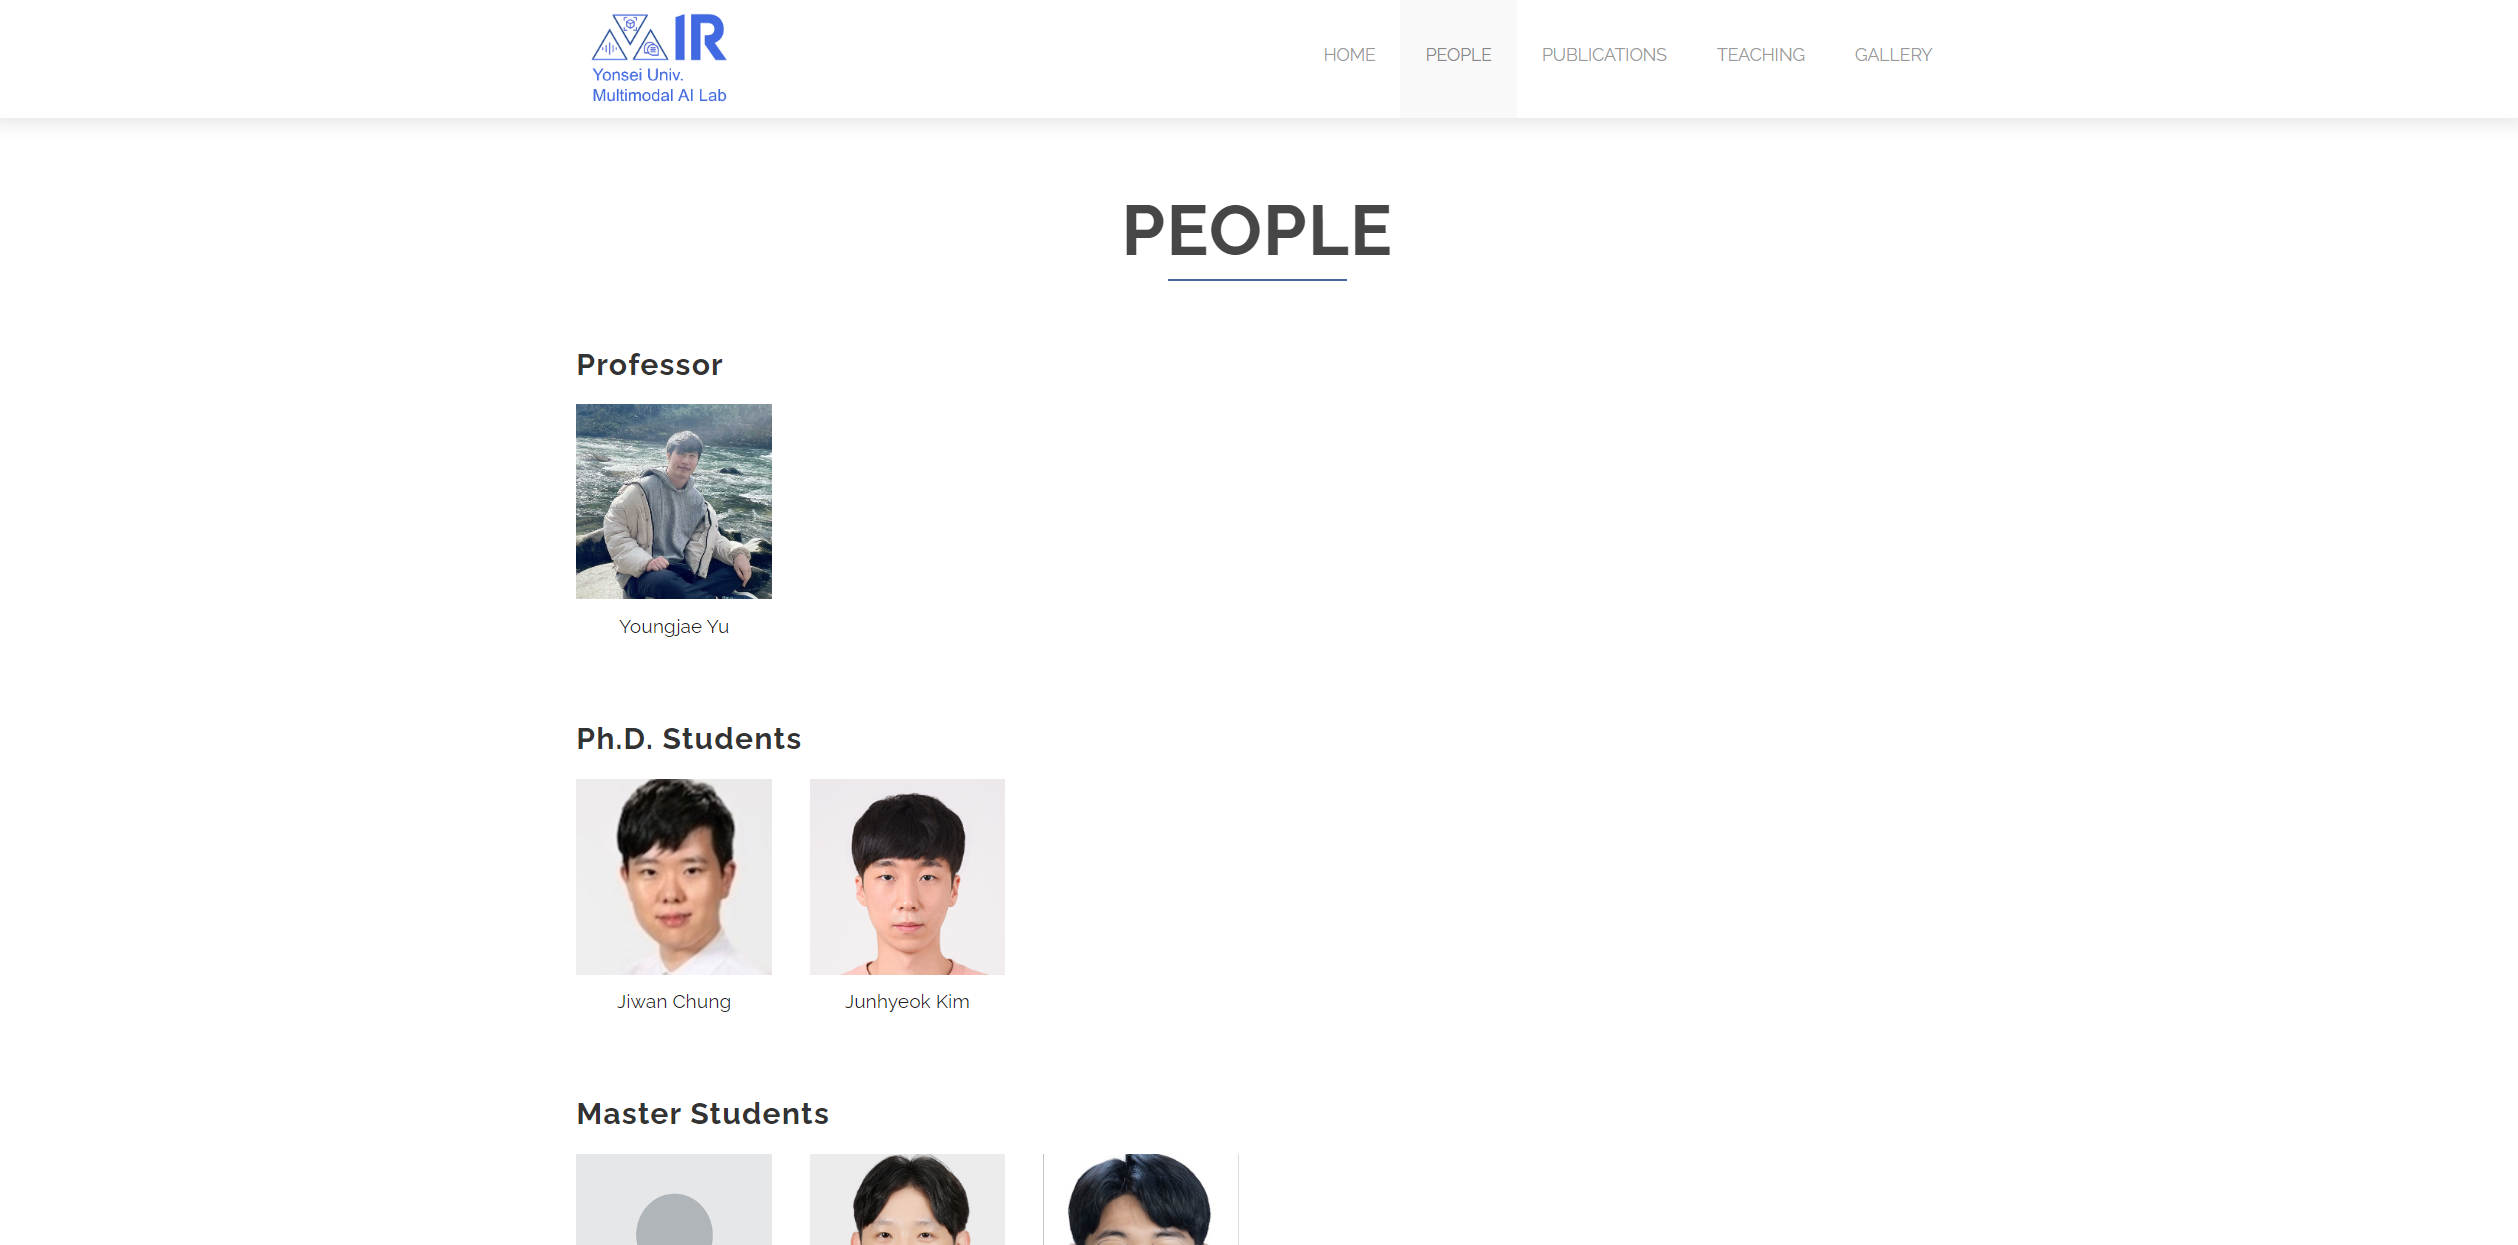 IR
Yonsei Univ.
Multimodal AI Lab
HOME
PEOPLE
PUBLICATIONS
TEACHING
GALLERY
PEOPLE
Professor
Youngjae Yu
Ph.D. Students
Jiwan Chung
Junhyeok Kim
Master Students